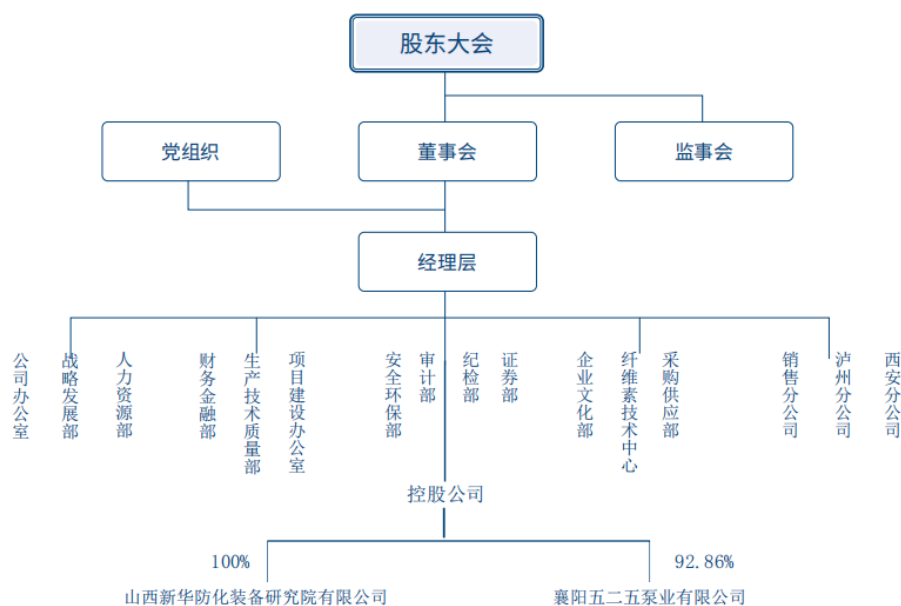 股东大会
党组织
董事会
监事会
经理层
公司办公室
战略发展部
人力资源部
财务金融部
生产技术质量部
项目建设办公室
安全环保部
审计部
纪检部
证券部
企业文化部
纤维素技术中心
采购供应部
销售分公司
泸州分公司
西安分公司
控股公司
100%
92.86%
山西新华防化装备研究院有限公司
襄阳五二五泵业有限公司